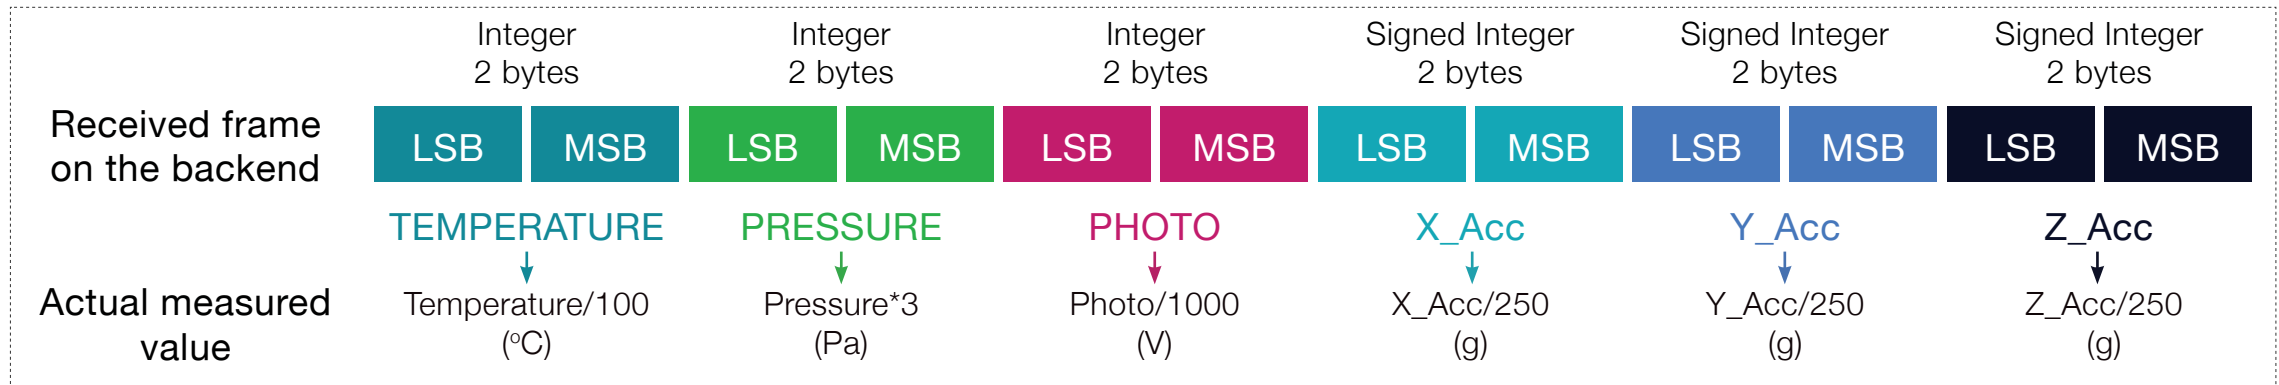 Integer Integer Integer Signed Integer Signed Integer Signed Integer
2 bytes 2 bytes 2 bytes 2 bytes 2 bytes 2 bytes
Received frame
on the backend
LSB MSB LSB MSB LSB MSB LSB MSB LSB MSB LSB MSB
TEMPERATURE PRESSURE PHOTO X_Acc Y_Acc Z_Acc
Actual measured
value
Temperature/100 Pressure*3 Photo/1000 X_Acc/250 Y_Acc/250 Z_Acc/250
(ºC) (Pa) (V) (g) (g) (g)